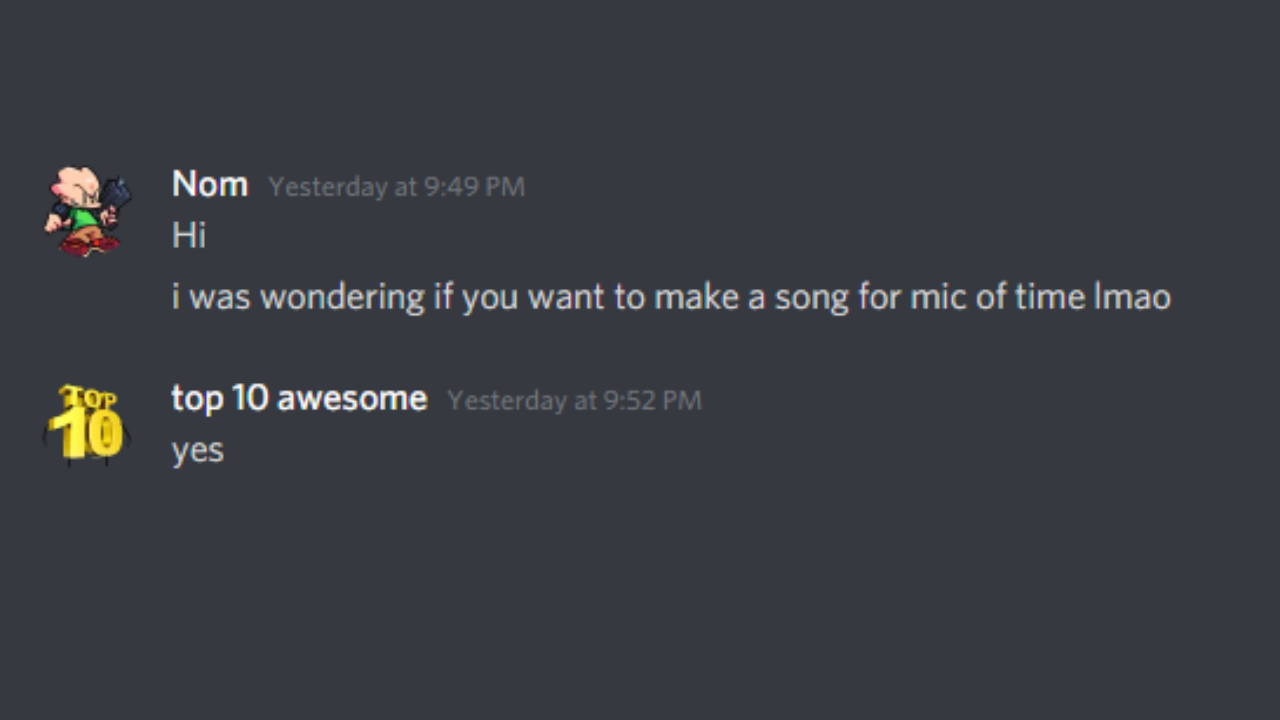 Nom Yesterday at 9:49 PM
Hi
i was wondering if you want to make a song for mic of time lmao
TOP
10
top 10 awesome Yesterday at 9:52 PM
yes